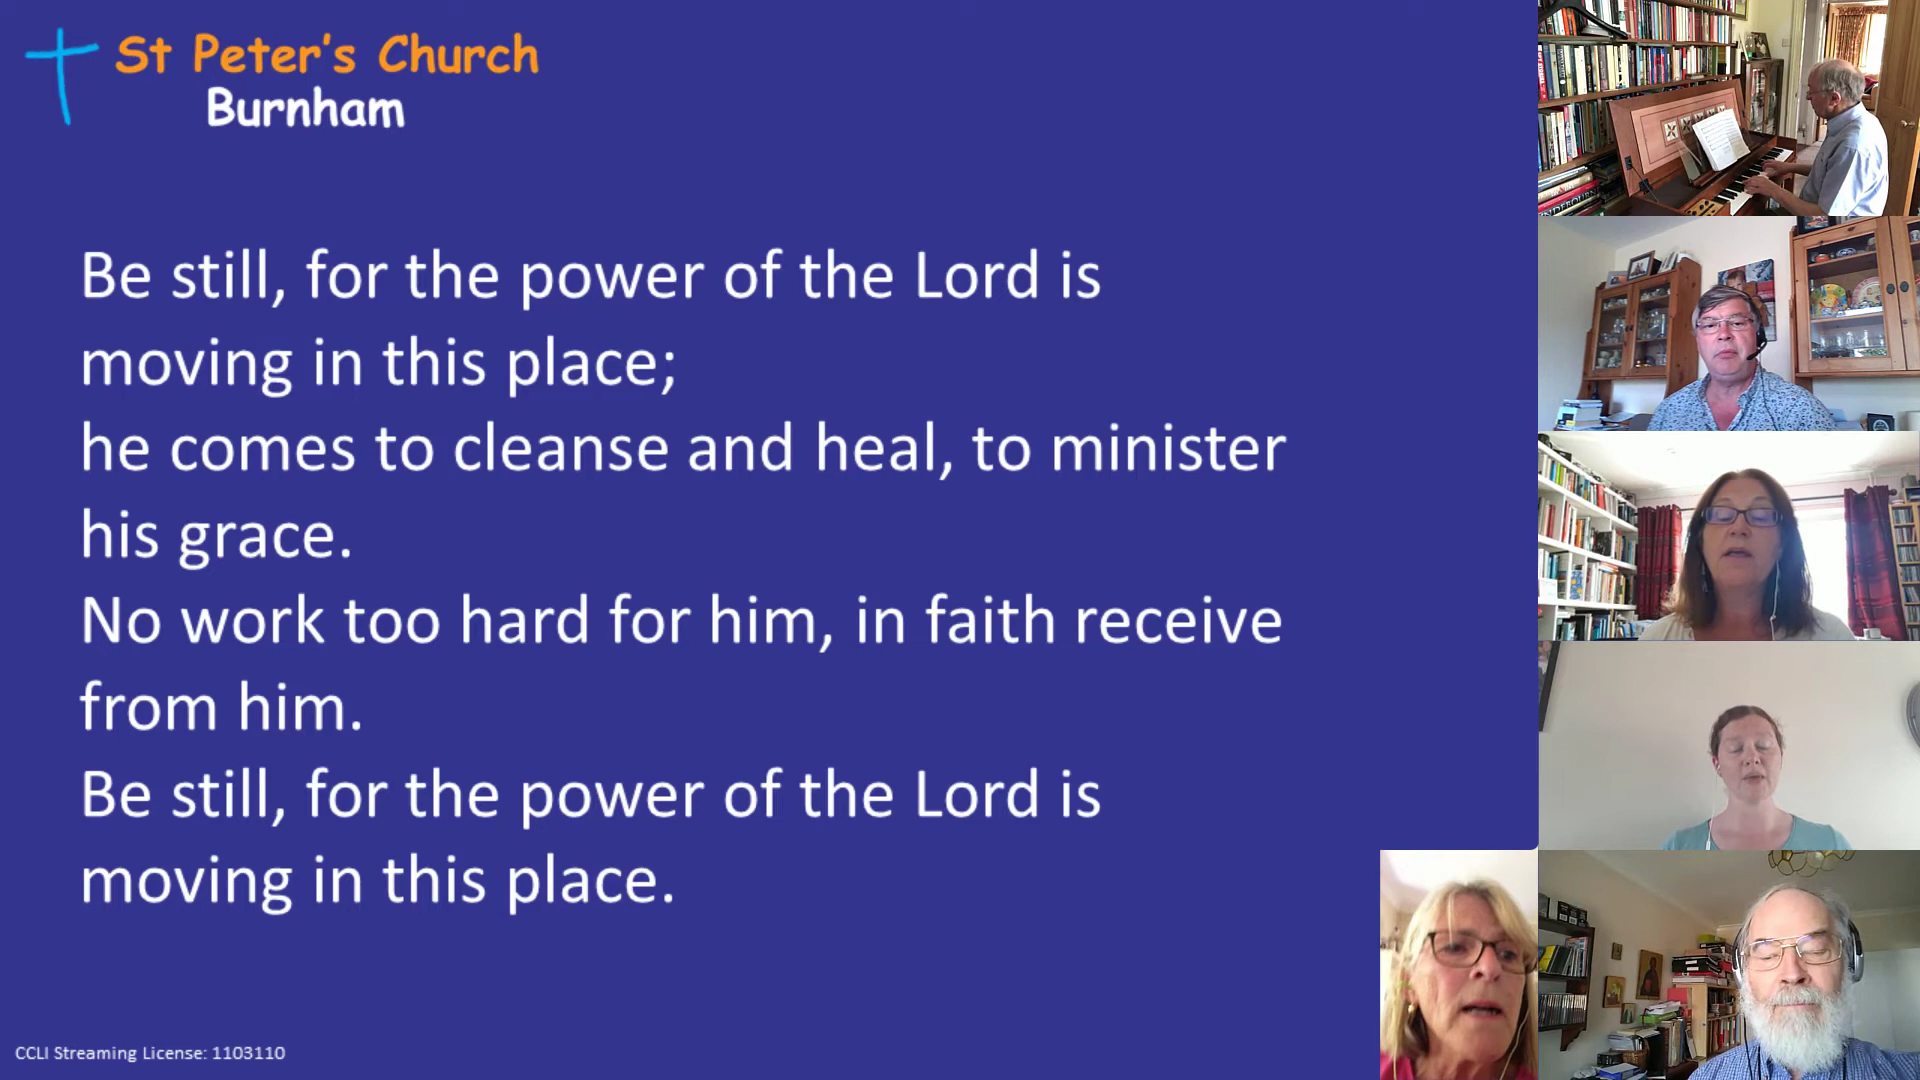 St Peter's Church
Burnham
Be still, for the power of the Lord is
moving in this place;
he comes to cleanse and heal, to minister
his grace.
No work too hard for him, in faith receive
from him.
Be still, for the power of the Lord is
moving in this place.
CCLI Streaming License: 1103110